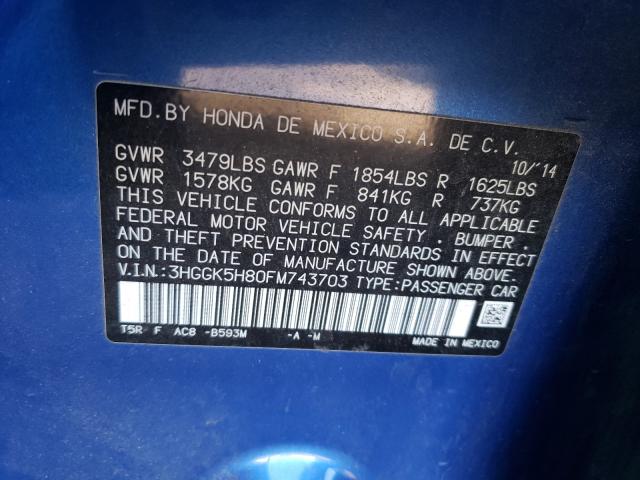 MFD.BY HONDA DE MEXICO S.A. DE C.V.
10/'14
GVWR 3479LBS GAWR F 1854LBS R 1625LBS
GVWR 1578KG GAWR F 841KG R 737KG
THIS VEHICLE CONFORMS TO ALL APPLICABLE
FEDERAL MOTOR VEHICLE SAFETY . BUMPER .
AND THEFT PREVENTION STANDARDS IN EFFECT
ON THE DATE OF MANUFACTURE SHOWN ABOVE.
V.I.N.:3HGGK5H80FM743703 TYPE:PASSENGER CAR
T5R F AC8 -B593M -A -M
MADE IN MEXICO